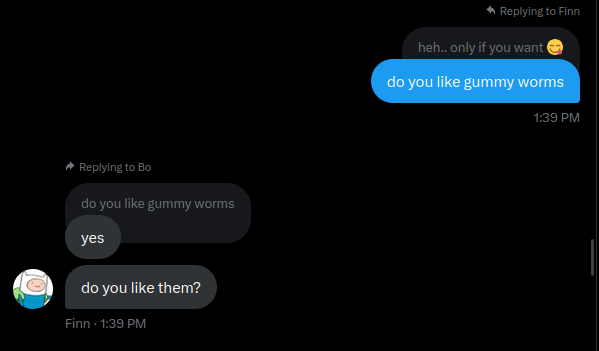 Replying to Finn
heh.. only if you want 😋
do you like gummy worms
1:39 PM
Replying to Bo
do you like gummy worms
yes
do you like them?
Finn · 1:39 PM